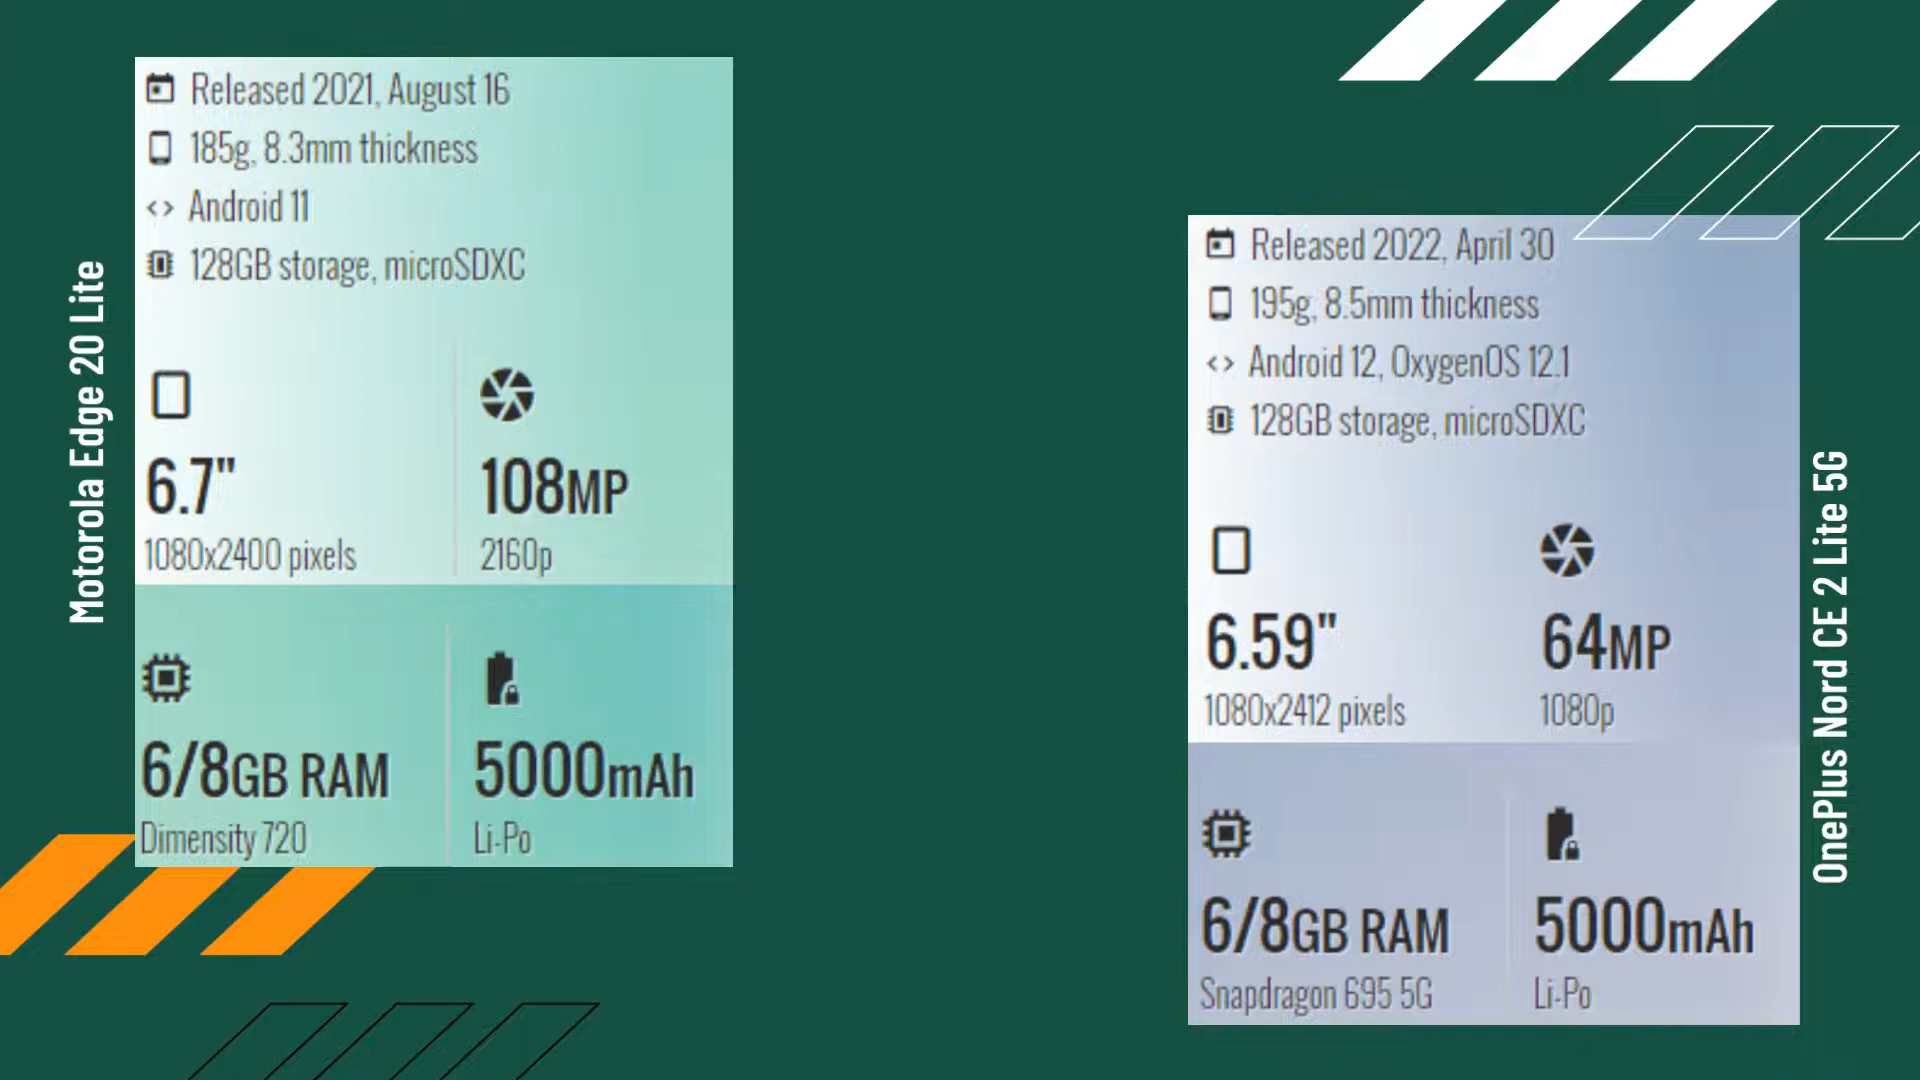 Motorola Edge 20 Lite
Released 2021, August 16
185g, 8.3mm thickness
Android 11
128GB storage, microSDXC
6.7"
1080x2400 pixels
108MP
2160p
6/8GB RAM
Dimensity 720
5000mAh
Li-Po
Released 2022, April 30
195g, 8.5mm thickness
Android 12, OxygenOS 12.1
128GB storage, microSDXC
6.59"
1080x2412 pixels
64MP
1080p
6/8GB RAM
Snapdragon 695 5G
5000mAh
Li-Po
OnePlus Nord CE 2 Lite 5G